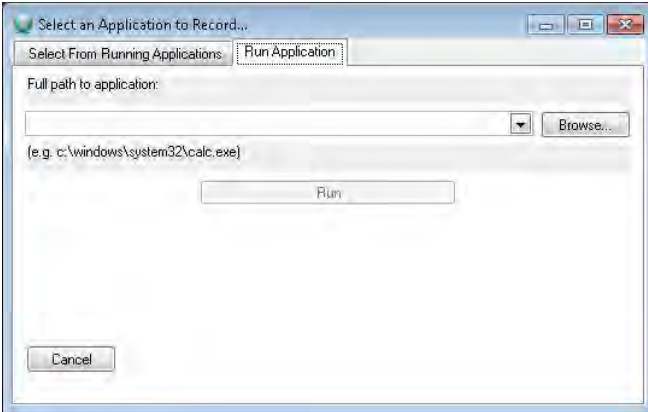 Select an Application to Record...
Select From Running Applications
Run Application
Full path to application:
Browse...
(e.g. c:\windows\system32\calc.exe)
Run
Cancel